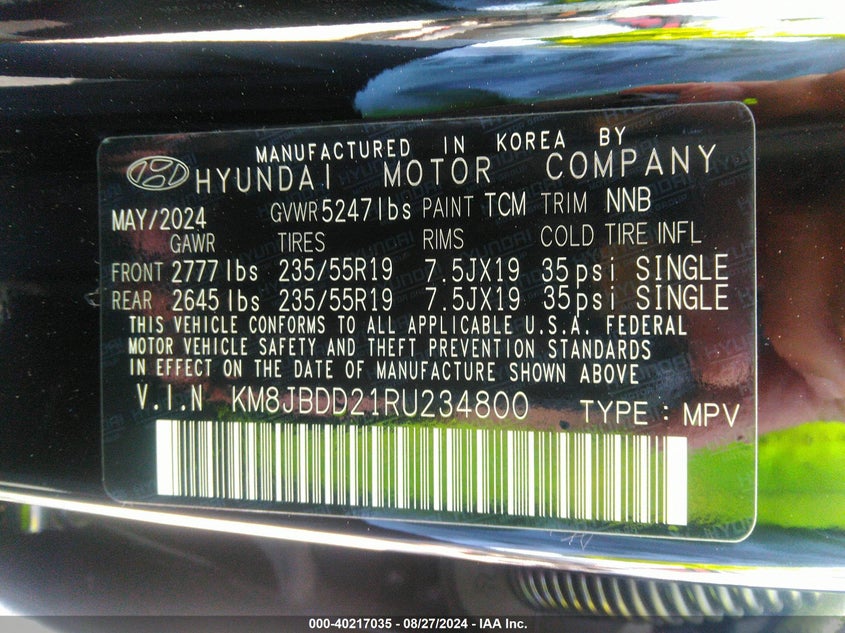 MANUFACTURED IN KOREA BY
HYUNDAI MOTOR COMPANY
MAY/2024 GVWR 5247lbs PAINT TCM TRIM NNB
GAWR TIRES RIMS COLD TIRE INFL
FRONT 2777lbs 235/55R19 7.5JX19 35psi SINGLE
REAR 2645lbs 235/55R19 7.5JX19 35psi SINGLE
THIS VEHICLE CONFORMS TO ALL APPLICABLE U.S.A. FEDERAL
MOTOR VEHICLE SAFETY AND THEFT PREVENTION STANDARDS
IN EFFECT ON THE DATE OF MANUFACTURE SHOWN ABOVE
V.I.N KM8JBDD21RU234800 TYPE : MPV
000-40217035 - 08/27/2024 - IAA Inc.